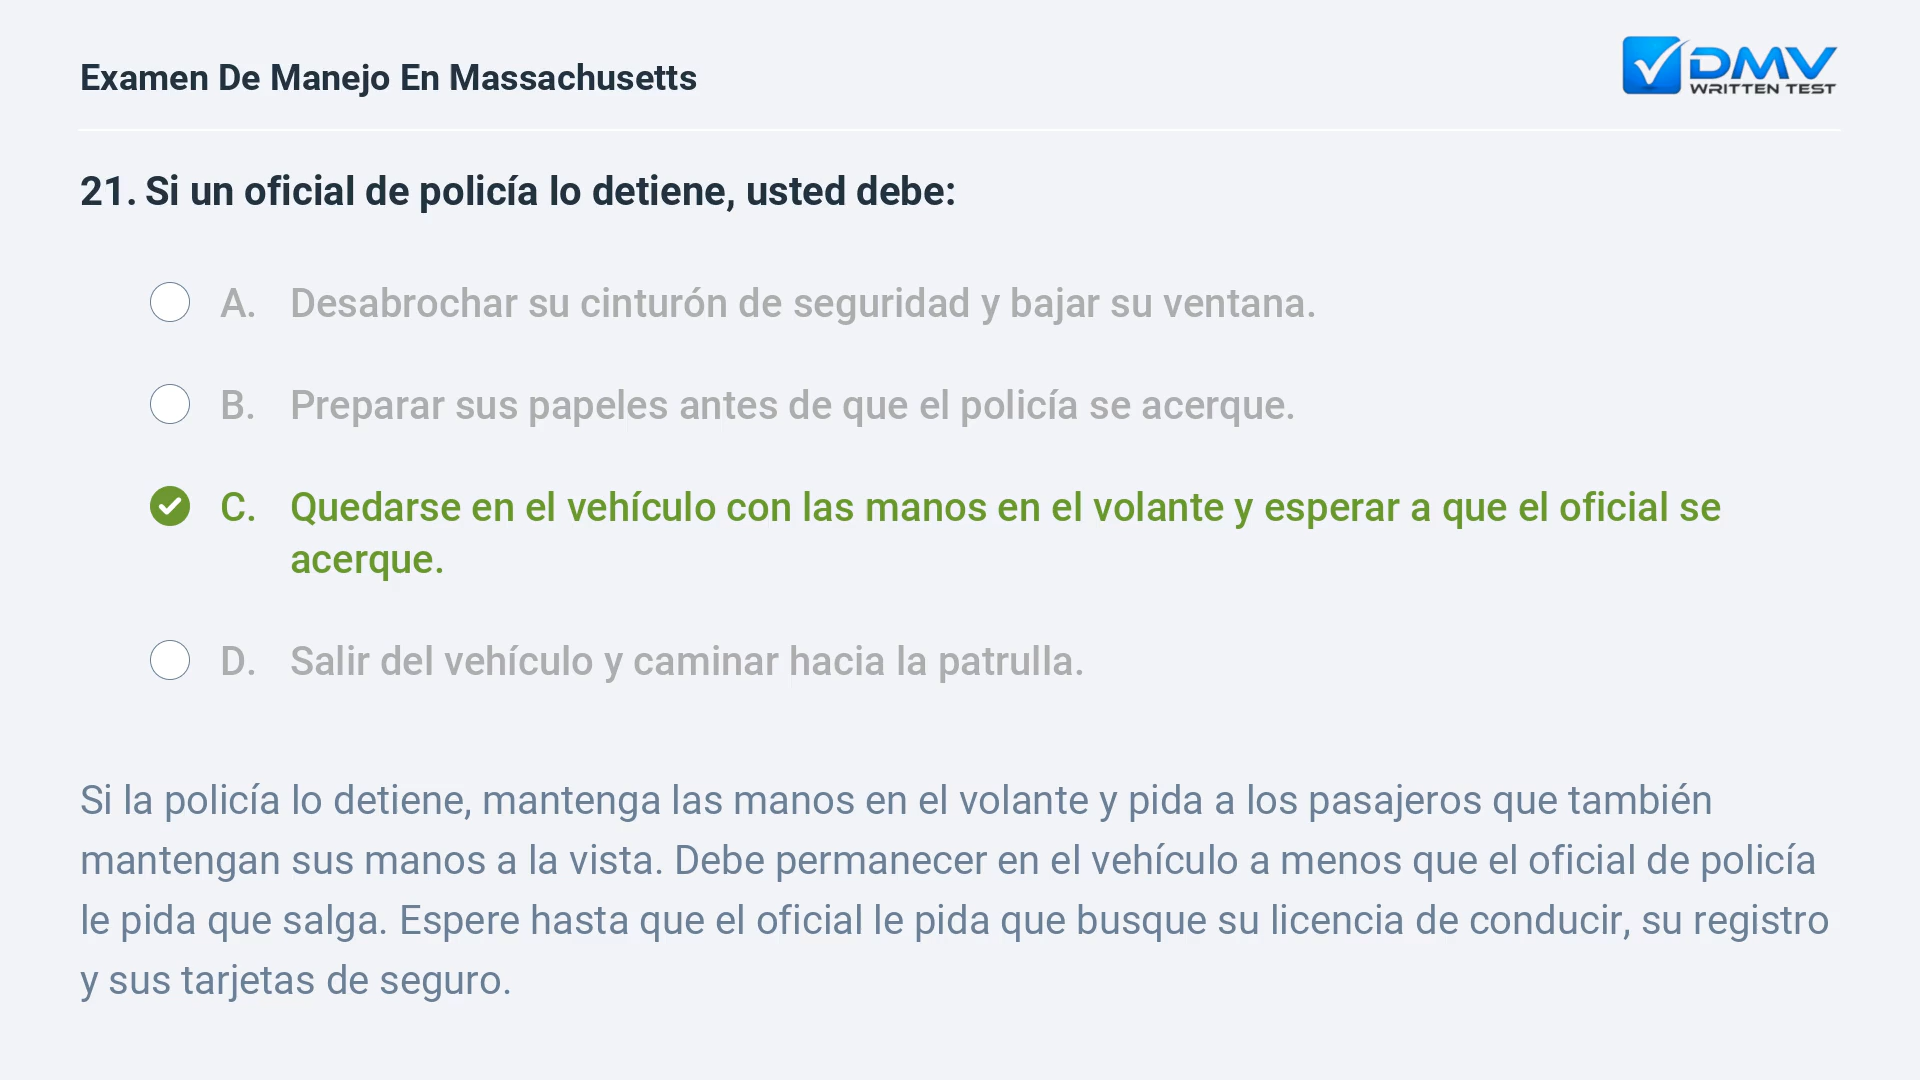 Examen De Manejo En Massachusetts
DMV
WRITTEN TEST
21. Si un oficial de policía lo detiene, usted debe:
A. Desabrochar su cinturón de seguridad y bajar su ventana.
B. Preparar sus papeles antes de que el policía se acerque.
C. Quedarse en el vehículo con las manos en el volante y esperar a que el oficial se
acerque.
D. Salir del vehículo y caminar hacia la patrulla.
Si la policía lo detiene, mantenga las manos en el volante y pida a los pasajeros que también
mantengan sus manos a la vista. Debe permanecer en el vehículo a menos que el oficial de policía
le pida que salga. Espere hasta que el oficial le pida que busque su licencia de conducir, su registro
y sus tarjetas de seguro.